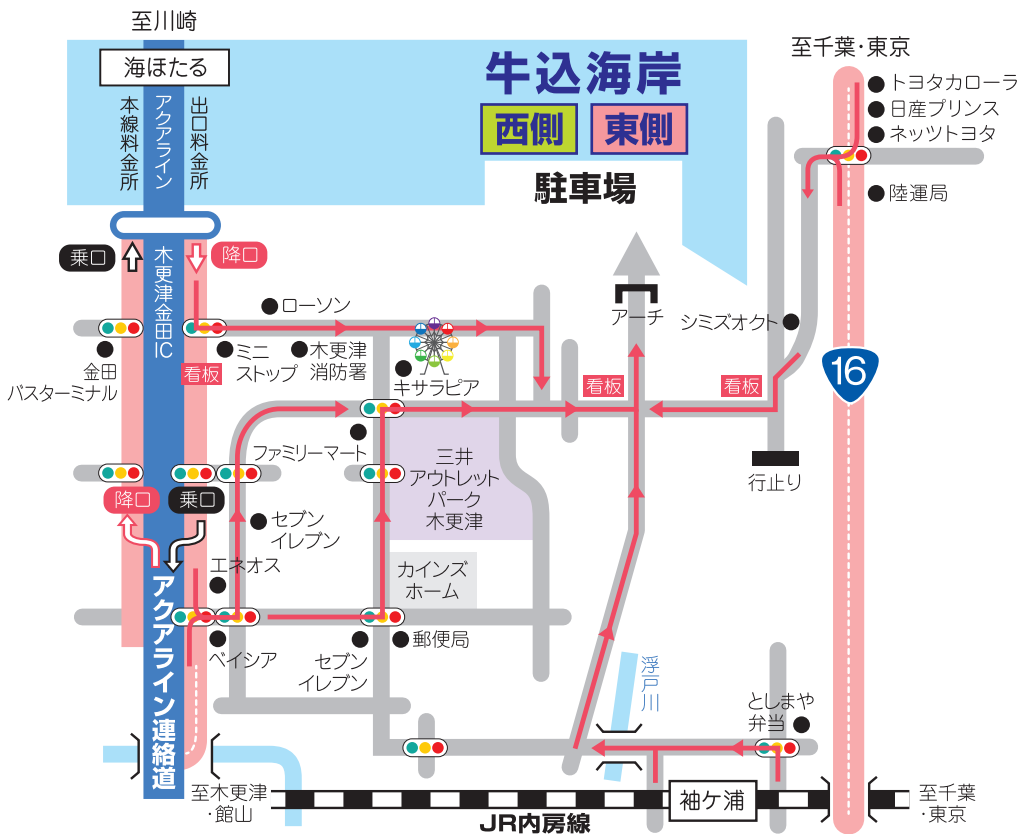 至川崎
海ほたる
アクアライン
本線料金所
出口料金所
牛込海岸
西側
東側
駐車場
至千葉・東京
トヨタカローラ
日産プリンス
ネッツトヨタ
陸運局
乗口
降口
木更津金田IC
ローソン
アーチ
シミズオクト
金田
バスターミナル
看板
ミニ
ストップ
木更津
消防署
キサラピア
看板
看板
16
ファミリーマート
三井
アウトレット
パーク
木更津
行止り
降口
乗口
セブン
イレブン
エネオス
カインズ
ホーム
アクアライン連絡道
ベイシア
セブン
イレブン
郵便局
浮戸川
としまや
弁当
至木更津
・館山
袖ケ浦
至千葉
・東京
JR内房線